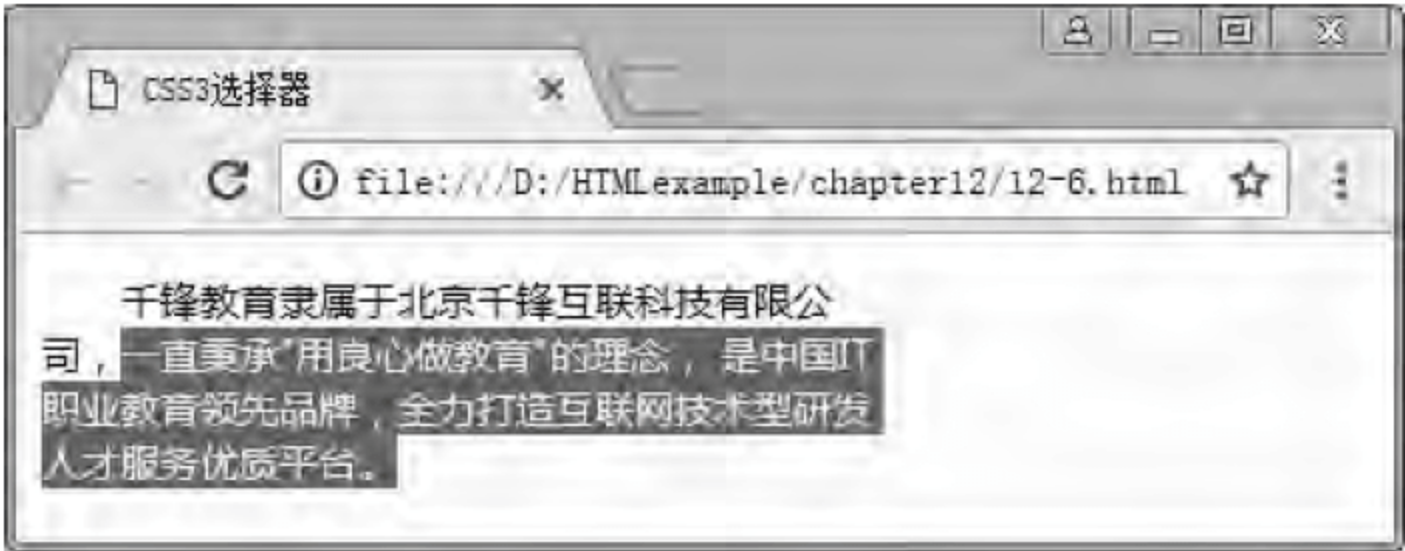 CSS3选择器
file:///D:/HTMLexample/chapter12/12-6.html
千锋教育隶属于北京千锋互联科技有限公
司，一直秉承"用良心做教育"的理念， 是中国IT
职业教育领先品牌，全力打造互联网技术型研发
人才服务优质平台。